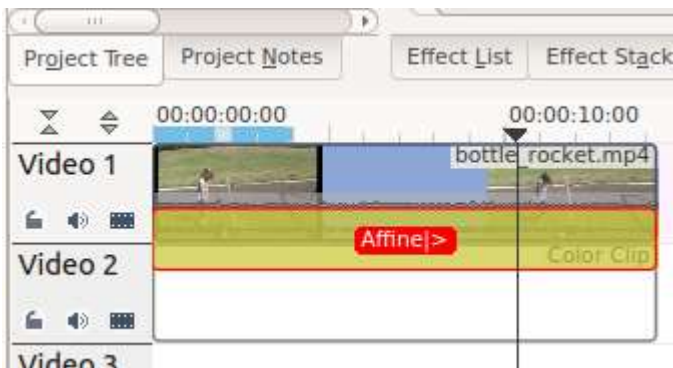 Project Tree
Project Notes
Effect List
Effect Stack
00:00:00:00
00:00:10:00
Video 1
bottle_rocket.mp4
Affine|>
Color Clip
Video 2
Video 3